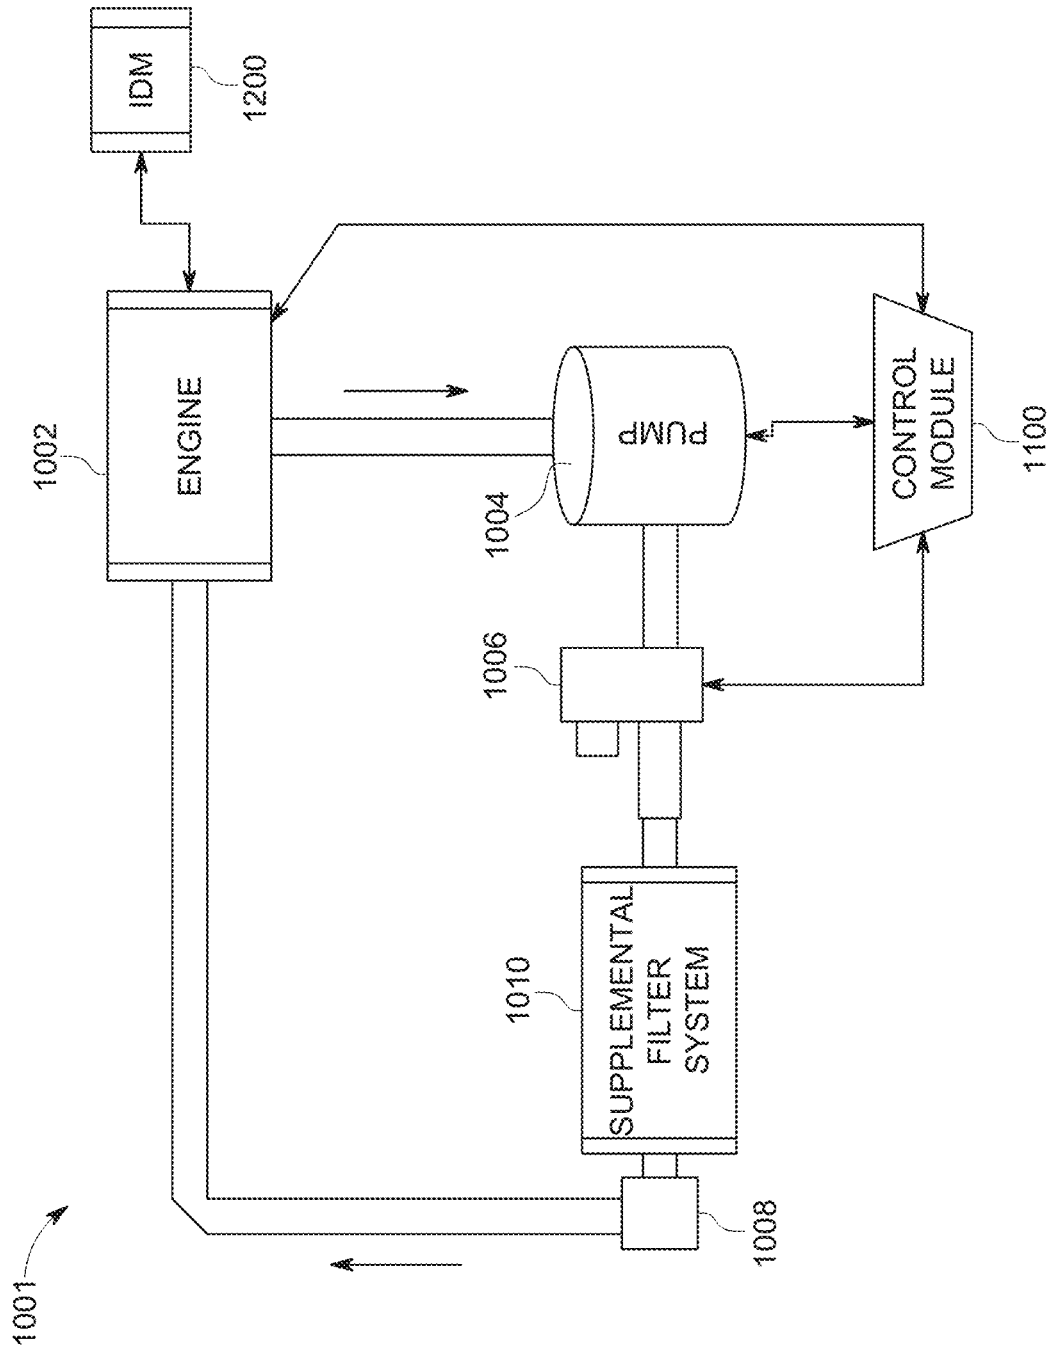 1001
1002
ENGINE
IDM
1200
1004
PUMP
1006
1010
SUPPLEMENTAL
FILTER
SYSTEM
1008
CONTROL
MODULE
1100